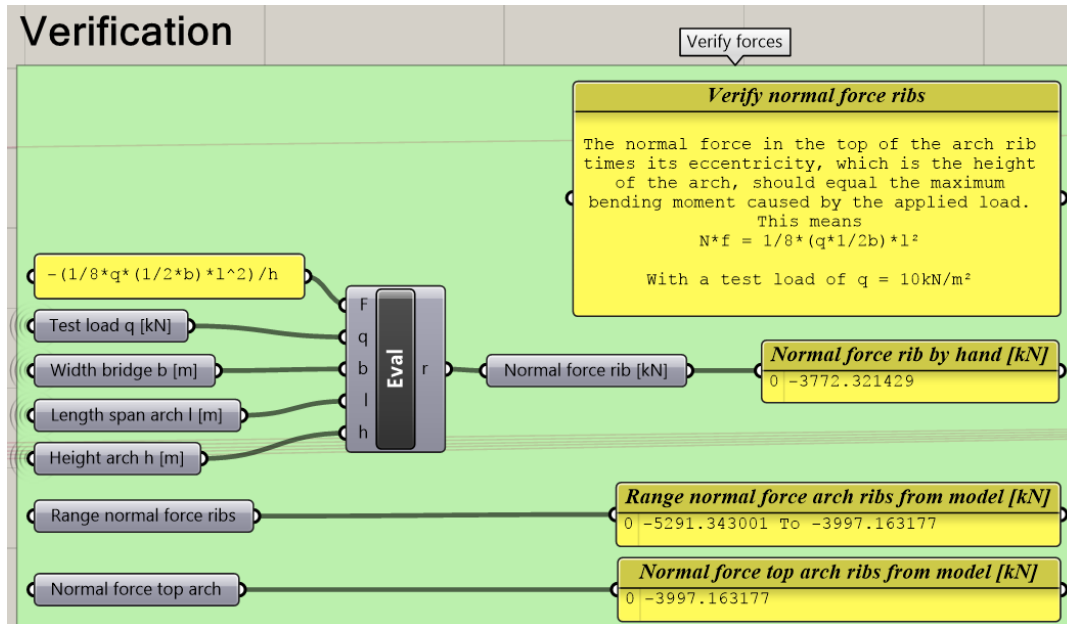 Verification
Verify forces
Verify normal force ribs
The normal force in the top of the arch rib
times its eccentricity, which is the height
of the arch, should equal the maximum
bending moment caused by the applied load.
This means
N*f = 1/8*(q*1/2b)*l²
With a test load of q = 10kN/m²
-(1/8*q*(1/2*b)*l^2)/h
Test load q [kN]
Width bridge b [m]
Length span arch l [m]
Height arch h [m]
F
q
b
l
h
Eval
r
Normal force rib [kN]
Normal force rib by hand [kN]
0 -3772.321429
Range normal force ribs
Range normal force arch ribs from model [kN]
0 -5291.343001 To -3997.163177
Normal force top arch
Normal force top arch ribs from model [kN]
0 -3997.163177